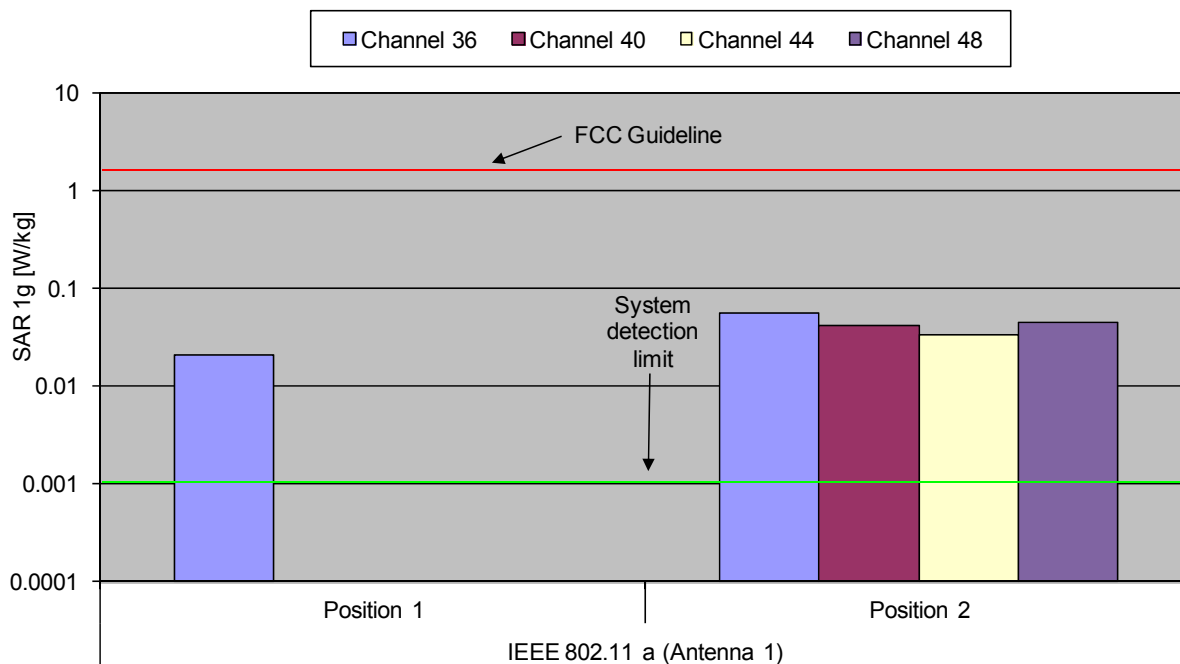 Channel 36 Channel 40 Channel 44 Channel 48
10
FCC Guideline
1
SAR 1g [W/kg]
0.1
System
detection
limit
0.01
0.001
0.0001
Position 1 Position 2
IEEE 802.11 a (Antenna 1)